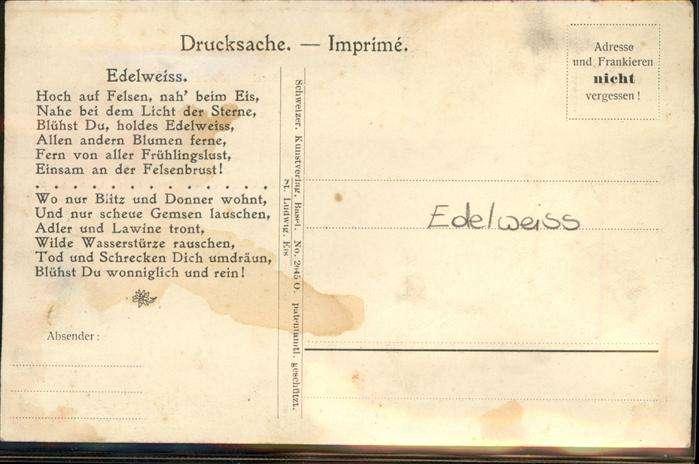 Drucksache. — Imprimé.
Edelweiss.
Hoch auf Felsen, nah' beim Eis,
Nahe bei dem Licht der Sterne,
Blühst Du, holdes Edelweiss,
Allen andern Blumen ferne,
Fern von aller Frühlingslust,
Einsam an der Felsenbrust!
Wo nur Blitz und Donner wohnt,
Und nur scheue Gemsen lauschen,
Adler und Lawine tront,
Wilde Wasserstürze rauschen,
Tod und Schrecken Dich umdräun,
Blühst Du wonniglich und rein!
Absender:
Schweizer. Kunstverlag, Basel. No. 2645 O. patentamtl. geschützt.
St. Ludwig, Els
Adresse
und Frankieren
nicht
vergessen!
Edelweiss